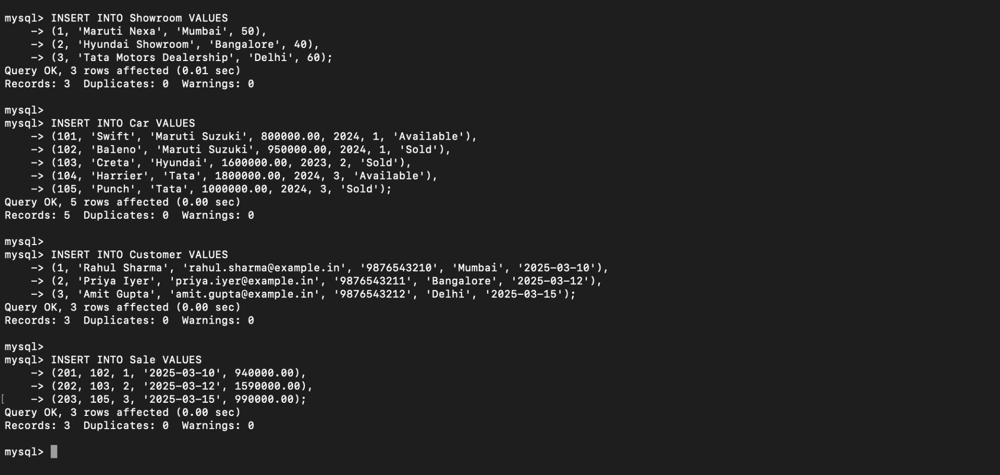 mysql> INSERT INTO Showroom VALUES
    -> (1, 'Maruti Nexa', 'Mumbai', 50),
    -> (2, 'Hyundai Showroom', 'Bangalore', 40),
    -> (3, 'Tata Motors Dealership', 'Delhi', 60);
Query OK, 3 rows affected (0.01 sec)
Records: 3  Duplicates: 0  Warnings: 0

mysql>
mysql> INSERT INTO Car VALUES
    -> (101, 'Swift', 'Maruti Suzuki', 800000.00, 2024, 1, 'Available'),
    -> (102, 'Baleno', 'Maruti Suzuki', 950000.00, 2024, 1, 'Sold'),
    -> (103, 'Creta', 'Hyundai', 1600000.00, 2023, 2, 'Sold'),
    -> (104, 'Harrier', 'Tata', 1800000.00, 2024, 3, 'Available'),
    -> (105, 'Punch', 'Tata', 1000000.00, 2024, 3, 'Sold');
Query OK, 5 rows affected (0.00 sec)
Records: 5  Duplicates: 0  Warnings: 0

mysql>
mysql> INSERT INTO Customer VALUES
    -> (1, 'Rahul Sharma', 'rahul.sharma@example.in', '9876543210', 'Mumbai', '2025-03-10'),
    -> (2, 'Priya Iyer', 'priya.iyer@example.in', '9876543211', 'Bangalore', '2025-03-12'),
    -> (3, 'Amit Gupta', 'amit.gupta@example.in', '9876543212', 'Delhi', '2025-03-15');
Query OK, 3 rows affected (0.00 sec)
Records: 3  Duplicates: 0  Warnings: 0

mysql>
mysql> INSERT INTO Sale VALUES
    -> (201, 102, 1, '2025-03-10', 940000.00),
    -> (202, 103, 2, '2025-03-12', 1590000.00),
[    -> (203, 105, 3, '2025-03-15', 990000.00);
Query OK, 3 rows affected (0.00 sec)
Records: 3  Duplicates: 0  Warnings: 0

mysql>